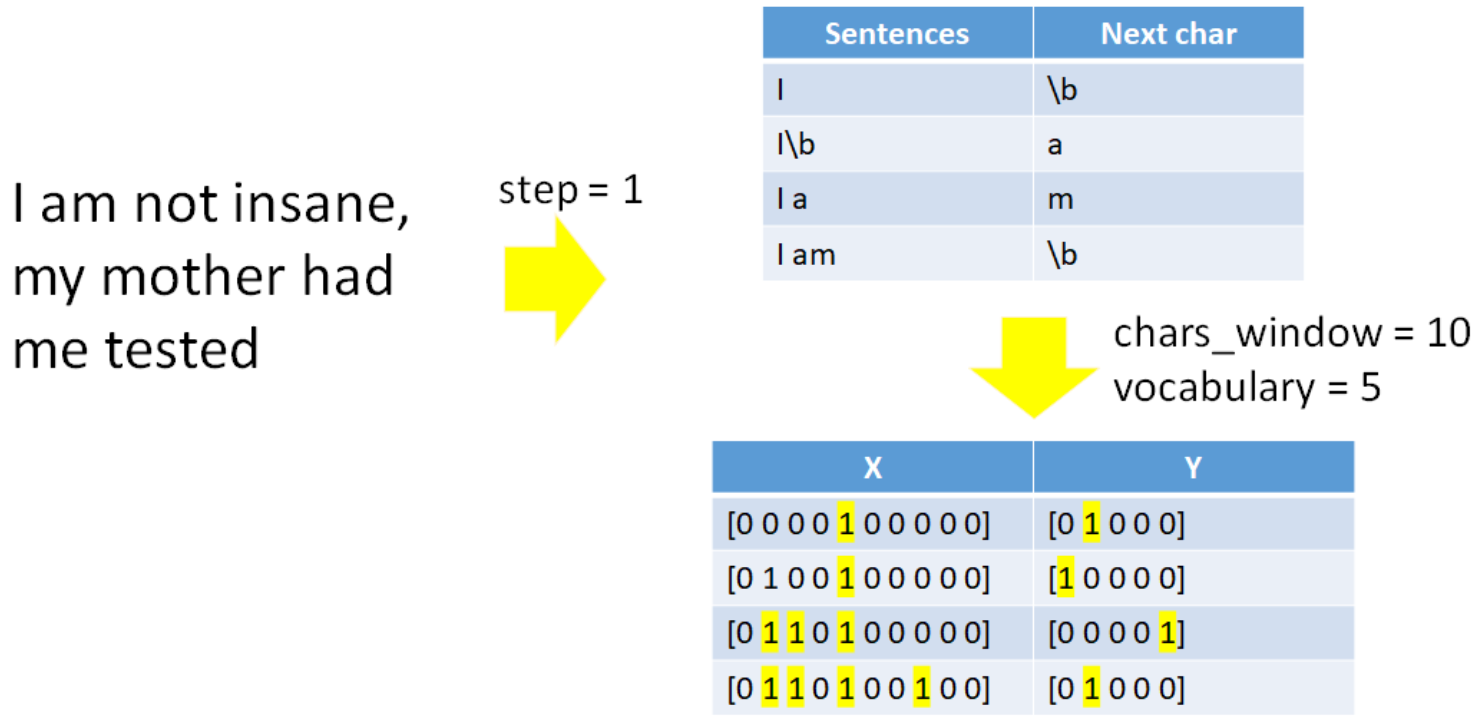 I am not insane,
my mother had
me tested
step = 1
Sentences Next char
I \b
I\b a
I a m
I am \b
chars_window = 10
vocabulary = 5
X Y
[0 0 0 0 1 0 0 0 0 0] [0 1 0 0 0]
[0 1 0 0 1 0 0 0 0 0] [1 0 0 0 0]
[0 1 1 0 1 0 0 0 0 0] [0 0 0 0 1]
[0 1 1 0 1 0 0 1 0 0] [0 1 0 0 0]